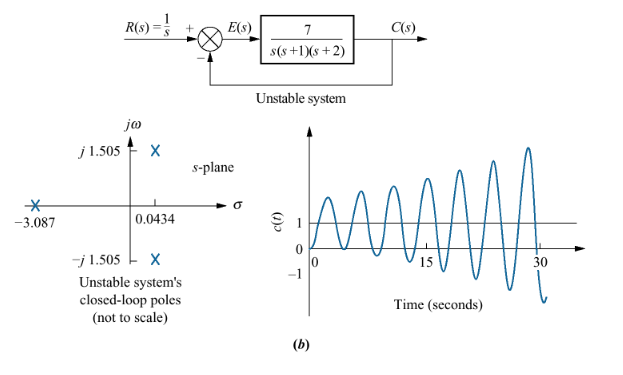 R(s) = 1/s
+
−
E(s)
7
s(s+1)(s+2)
C(s)
Unstable system
jω
j 1.505
s-plane
σ
−3.087
0.0434
−j 1.505
Unstable system's
closed-loop poles
(not to scale)
c(t)
1
0
−1
0
15
30
Time (seconds)
(b)